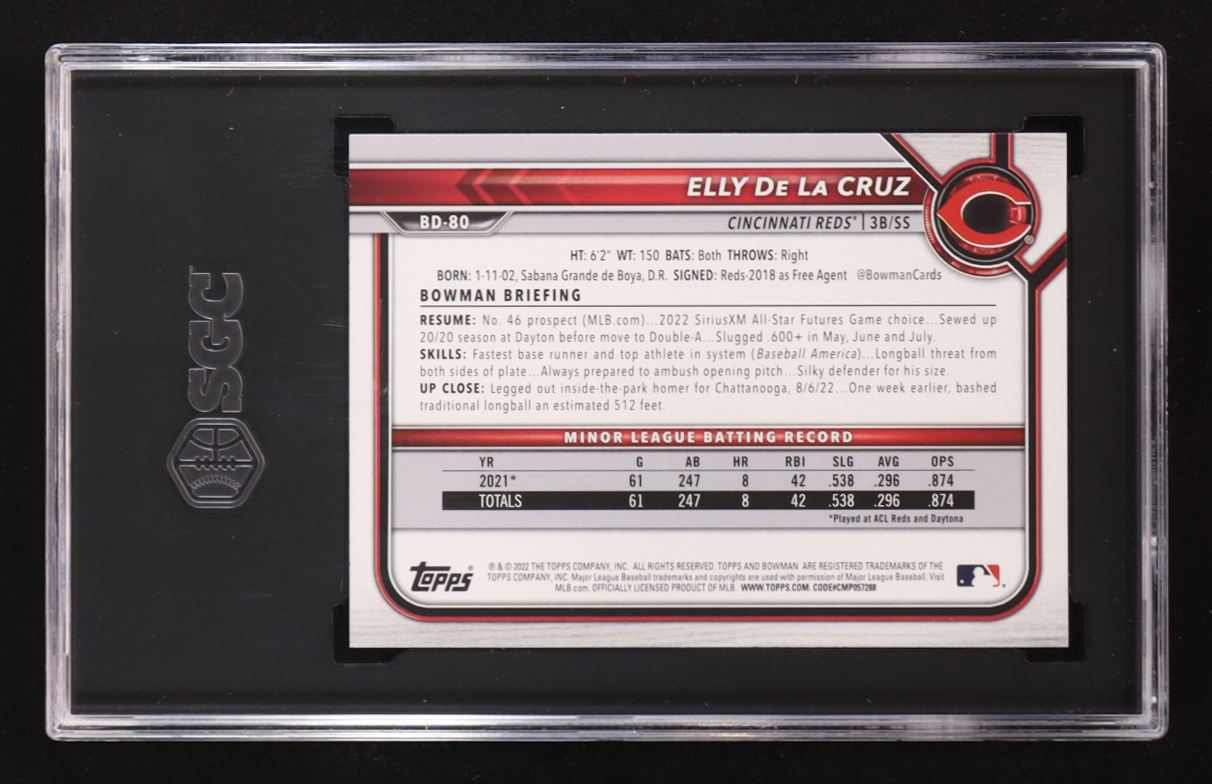 SGC
ELLY DE LA CRUZ
BD-80
CINCINNATI REDS® | 3B/SS
HT: 6'2" WT: 150 BATS: Both THROWS: Right
BORN: 1-11-02, Sabana Grande de Boya, D.R. SIGNED: Reds-2018 as Free Agent @BowmanCards
BOWMAN BRIEFING
RESUME: No. 46 prospect (MLB.com)...2022 SiriusXM All-Star Futures Game choice...Sewed up
20/20 season at Dayton before move to Double-A...Slugged .600+ in May, June and July.
SKILLS: Fastest base runner and top athlete in system (Baseball America)...Longball threat from
both sides of plate...Always prepared to ambush opening pitch...Silky defender for his size.
UP CLOSE: Legged out inside-the-park homer for Chattanooga, 8/6/22...One week earlier, bashed
traditional longball an estimated 512 feet.
MINOR LEAGUE BATTING RECORD
YR G AB HR RBI SLG AVG OPS
2021* 61 247 8 42 .538 .296 .874
TOTALS 61 247 8 42 .538 .296 .874
*Played at ACL Reds and Daytona
Topps®
® & © 2022 THE TOPPS COMPANY, INC. ALL RIGHTS RESERVED. TOPPS AND BOWMAN ARE REGISTERED TRADEMARKS OF THE
TOPPS COMPANY, INC. Major League Baseball trademarks and copyrights are used with permission of Major League Baseball. Visit
MLB.com. OFFICIALLY LICENSED PRODUCT OF MLB. WWW.TOPPS.COM. CODE#CMP057288